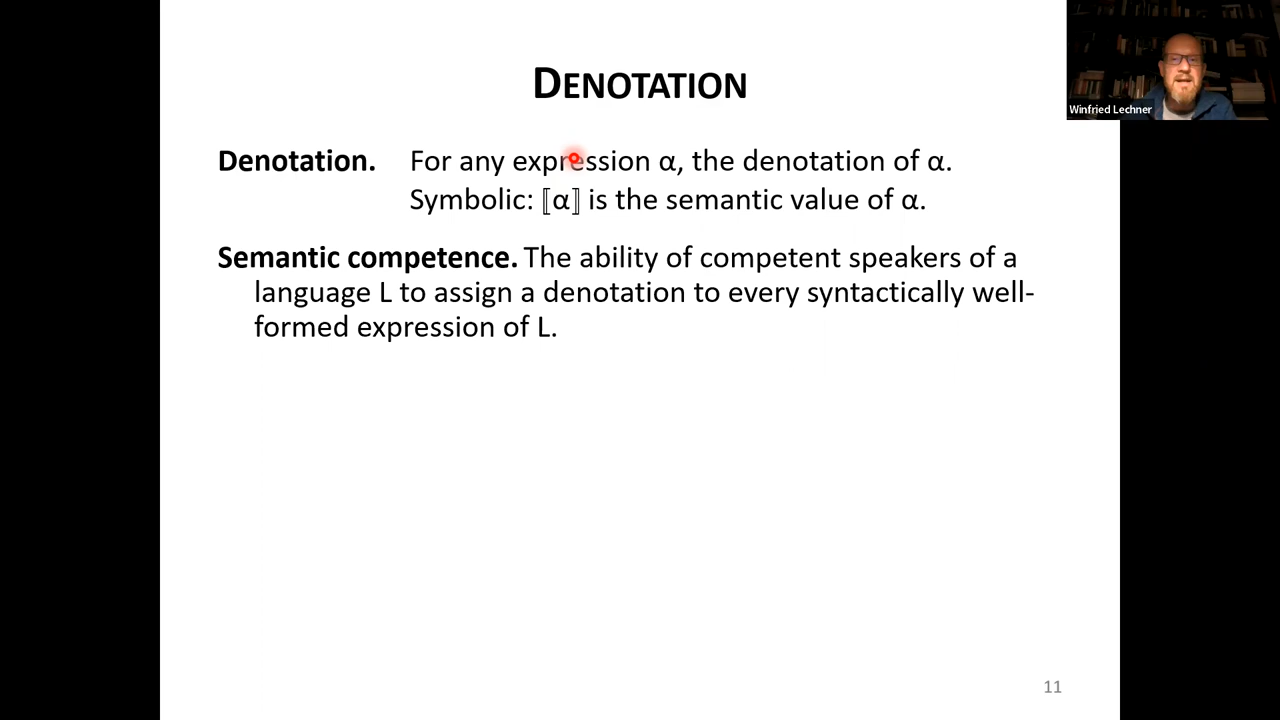 DENOTATION
Winfried Lechner
Denotation. For any expression α, the denotation of α.
Symbolic: ⟦α⟧ is the semantic value of α.
Semantic competence. The ability of competent speakers of a
language L to assign a denotation to every syntactically well-
formed expression of L.
11